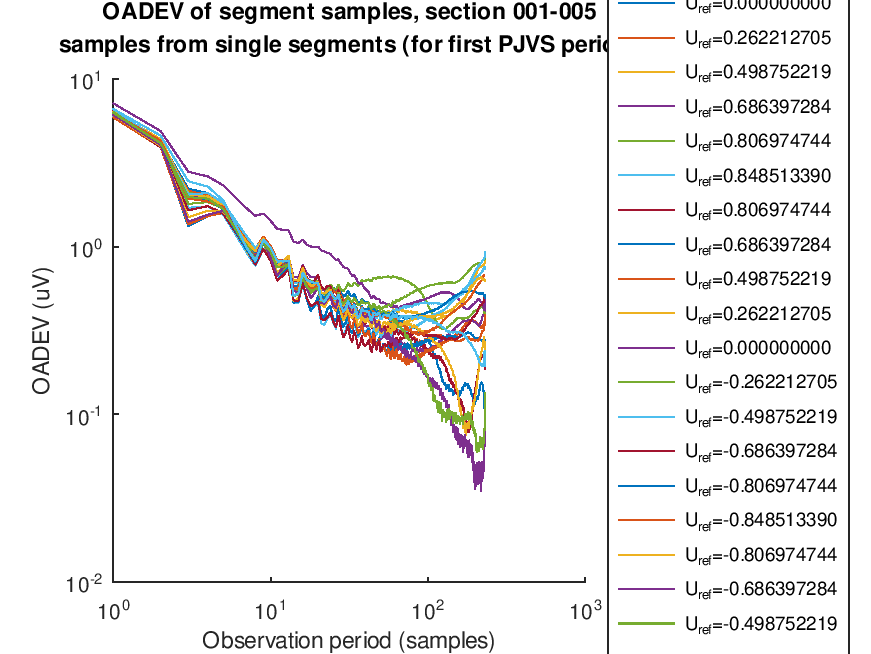 OADEV of segment samples, section 001-005
samples from single segments (for first PJVS perio
10^1
10^0
10^-1
10^-2
10^0
10^1
10^2
10^3
OADEV (uV)
Observation period (samples)
U_ref=0.000000000
U_ref=0.262212705
U_ref=0.498752219
U_ref=0.686397284
U_ref=0.806974744
U_ref=0.848513390
U_ref=0.806974744
U_ref=0.686397284
U_ref=0.498752219
U_ref=0.262212705
U_ref=0.000000000
U_ref=-0.262212705
U_ref=-0.498752219
U_ref=-0.686397284
U_ref=-0.806974744
U_ref=-0.848513390
U_ref=-0.806974744
U_ref=-0.686397284
U_ref=-0.498752219